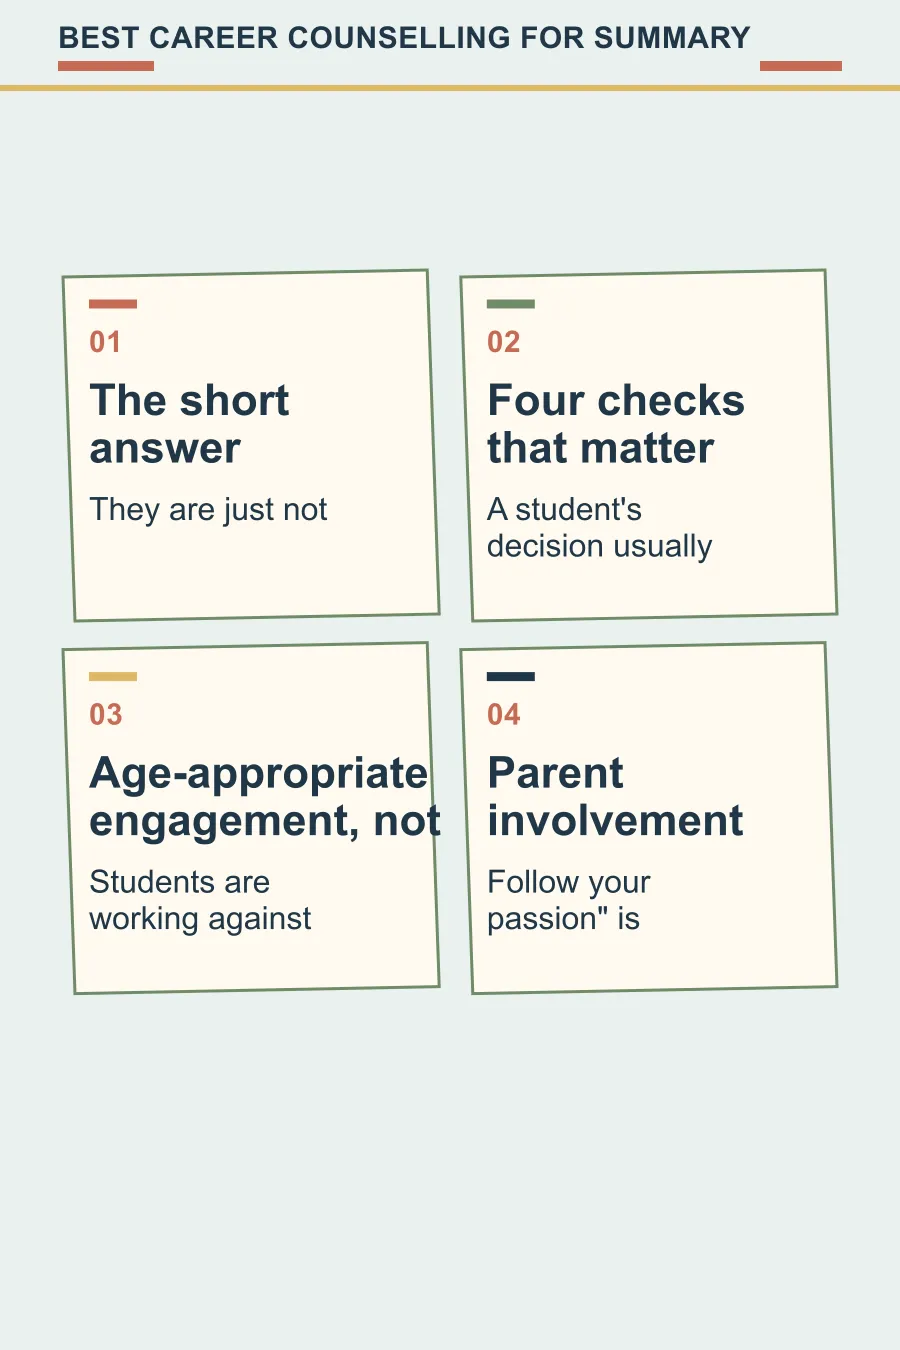 BEST CAREER COUNSELLING FOR SUMMARY
01
The short
answer
They are just not
02
Four checks
that matter
A student's
decision usually
03
Age-appropriate
engagement, not
Students are
working against
04
Parent
involvement
Follow your
passion" is